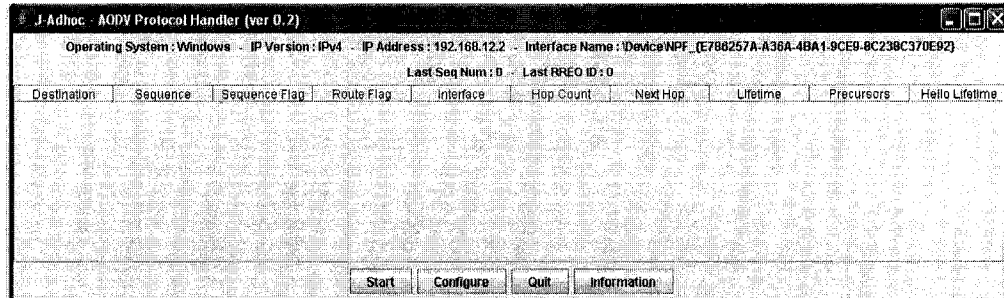 J-Adhoc - AODV Protocol Handler (ver 0.2)
Operating System : Windows - IP Version : IPv4 - IP Address : 192.168.12.2 - Interface Name : \Device\NPF_{E786257A-A36A-4BA1-9CE9-8C238C370E92}
Last Seq Num : 0 - Last RREQ ID : 0
Destination Sequence Sequence Flag Route Flag Interface Hop Count Next Hop Lifetime Precursors Hello Lifetime
Start Configure Quit Information